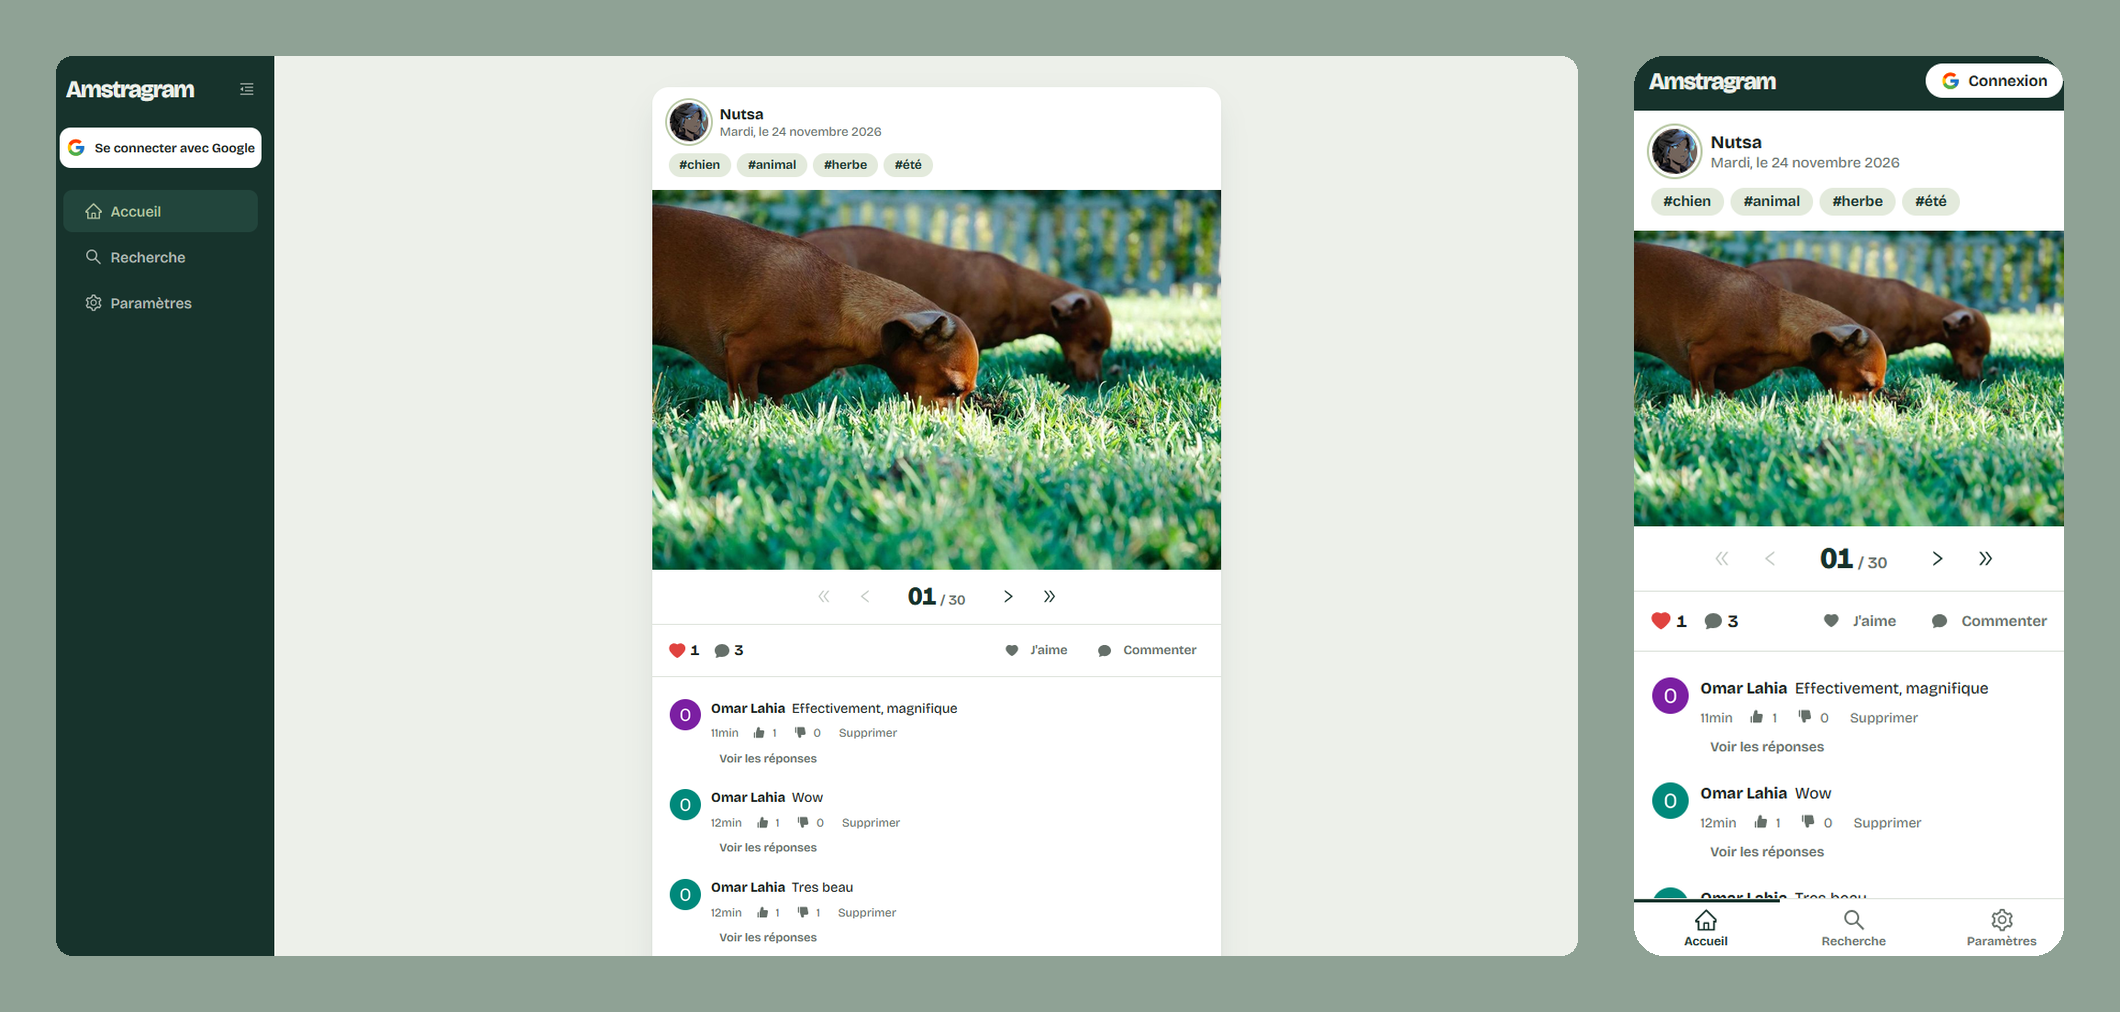 Amstragram
Se connecter avec Google
Accueil
Recherche
Paramètres
Nutsa
Mardi, le 24 novembre 2026
#chien #animal #herbe #été
01 / 30
1 3 J'aime Commenter
O Omar Lahia Effectivement, magnifique
11min 1 0 Supprimer
Voir les réponses
O Omar Lahia Wow
12min 1 0 Supprimer
Voir les réponses
O Omar Lahia Tres beau
12min 1 1 Supprimer
Voir les réponses
Amstragram Connexion
Nutsa
Mardi, le 24 novembre 2026
#chien #animal #herbe #été
01 / 30
1 3 J'aime Commenter
O Omar Lahia Effectivement, magnifique
11min 1 0 Supprimer
Voir les réponses
O Omar Lahia Wow
12min 1 0 Supprimer
Voir les réponses
Omar Lahia Tres beau
Accueil Recherche Paramètres